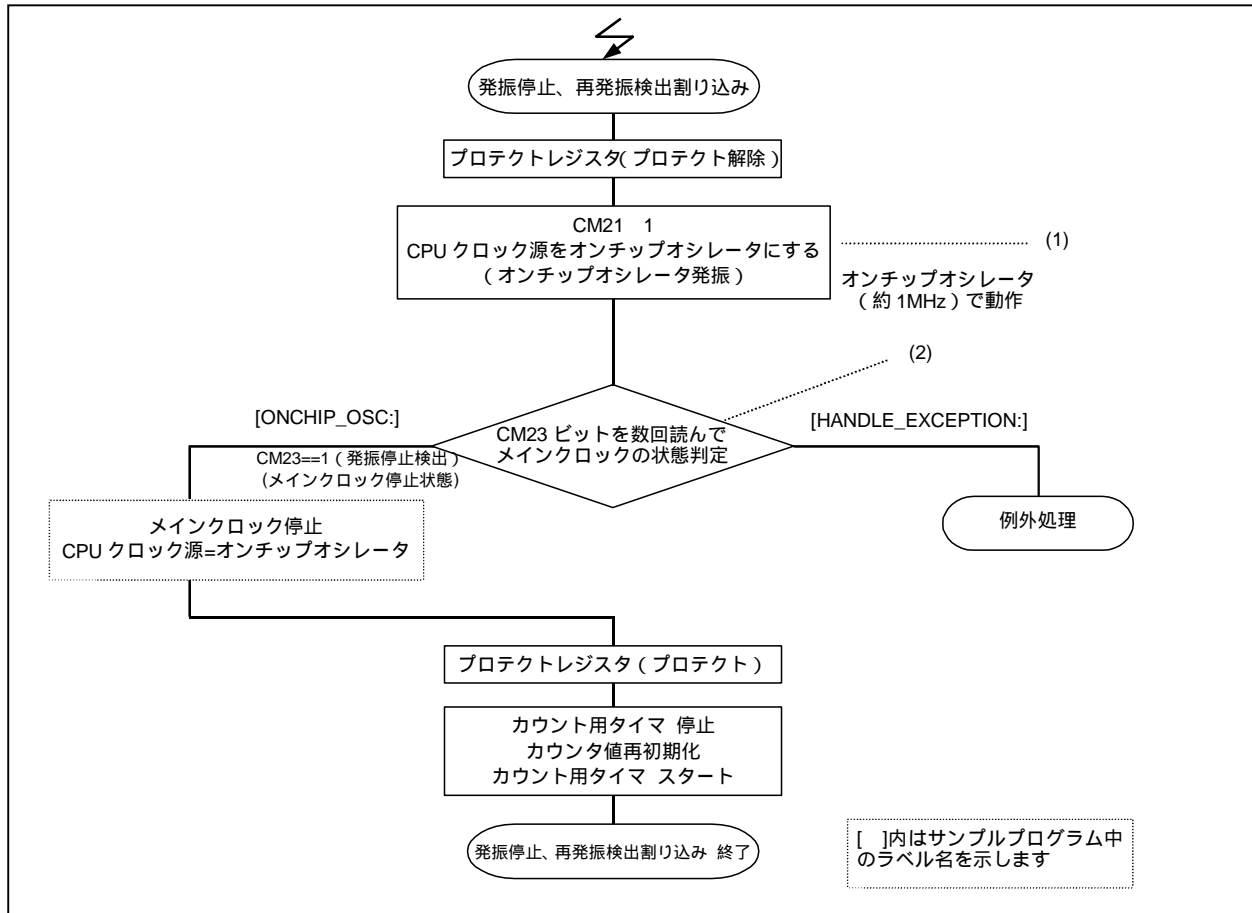 発振停止、再発振検出割り込み
プロテクトレジスタ(プロテクト解除)
CM21 1
CPU クロック源をオンチップオシレータにする
(オンチップオシレータ発振)
(1)
オンチップオシレータ
(約 1MHz)で動作
(2)
[ONCHIP_OSC:]
[HANDLE_EXCEPTION:]
CM23 ビットを数回読んで
メインクロックの状態判定
CM23==1(発振停止検出)
(メインクロック停止状態)
メインクロック停止
CPU クロック源=オンチップオシレータ
例外処理
プロテクトレジスタ(プロテクト)
カウント用タイマ 停止
カウンタ値再初期化
カウント用タイマ スタート
発振停止、再発振検出割り込み 終了
[ ]内はサンプルプログラム中
のラベル名を示します